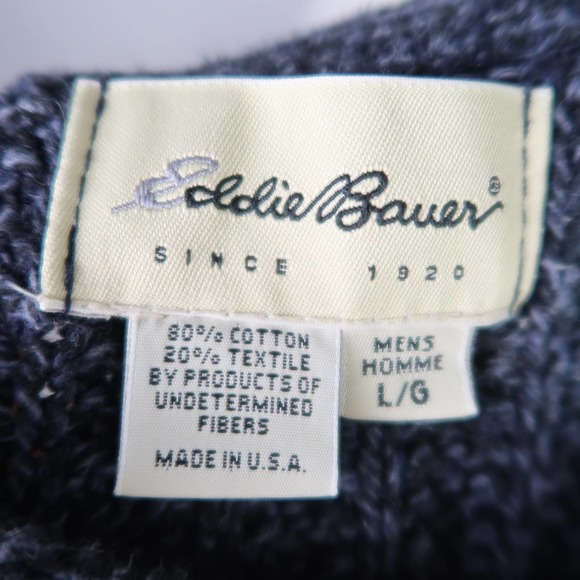 Eddie Bauer®
SINCE 1920
80% COTTON
20% TEXTILE
BY PRODUCTS OF
UNDETERMINED
FIBERS
MADE IN U.S.A.
MENS
HOMME
L/G